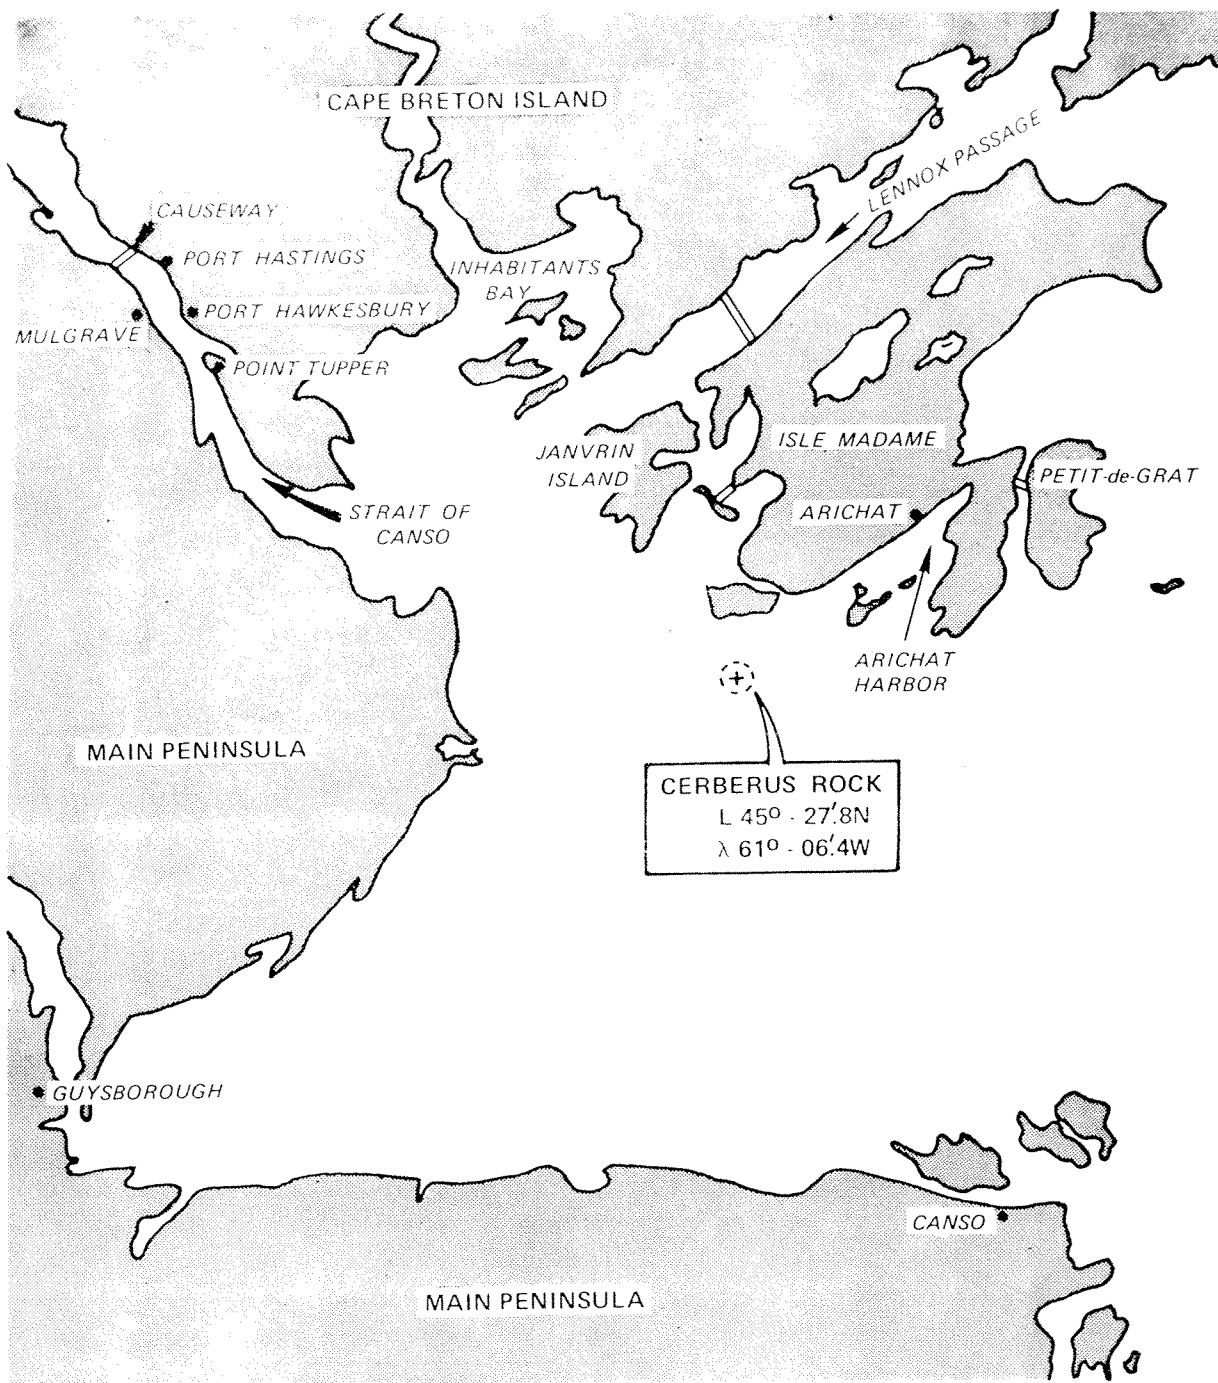 CAPE BRETON ISLAND
LENNOX PASSAGE
CAUSEWAY
PORT HASTINGS
INHABITANTS
BAY
PORT HAWKESBURY
MULGRAVE
POINT TUPPER
JANVRIN
ISLAND
ISLE MADAME
PETIT-de-GRAT
ARICHAT
STRAIT OF
CANSO
ARICHAT
HARBOR
MAIN PENINSULA
CERBERUS ROCK
L 45º - 27.'8N
λ 61º - 06.'4W
GUYSBOROUGH
CANSO
MAIN PENINSULA